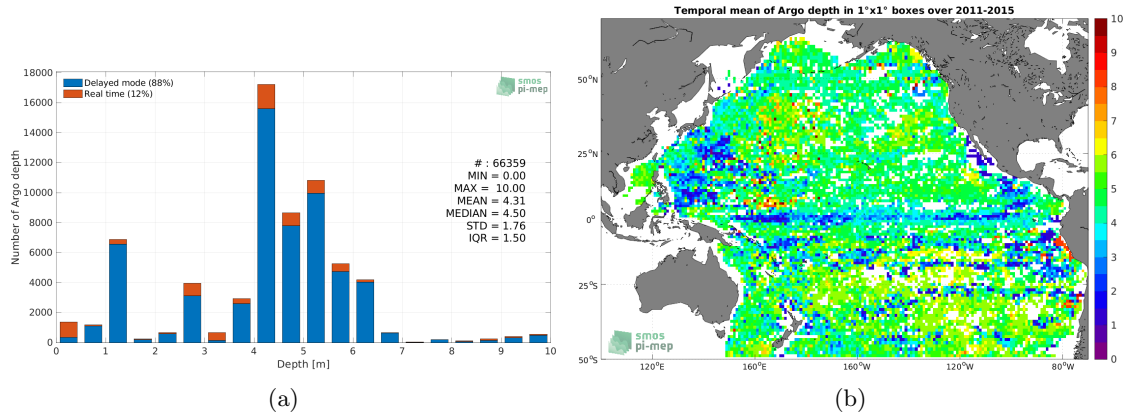 Delayed mode (88%)
Real time (12%)
smos
pi-mep
# : 66359
MIN = 0.00
MAX = 10.00
MEAN = 4.31
MEDIAN = 4.50
STD = 1.76
IQR = 1.50
Number of Argo depth
18000
16000
14000
12000
10000
8000
6000
4000
2000
0
0 1 2 3 4 5 6 7 8 9 10
Depth [m]
(a)
Temporal mean of Argo depth in 1°x1° boxes over 2011-2015
50°N
25°N
0°
25°S
50°S
120°E 160°E 160°W 120°W 80°W
smos
pi-mep
10
9
8
7
6
5
4
3
2
1
0
(b)